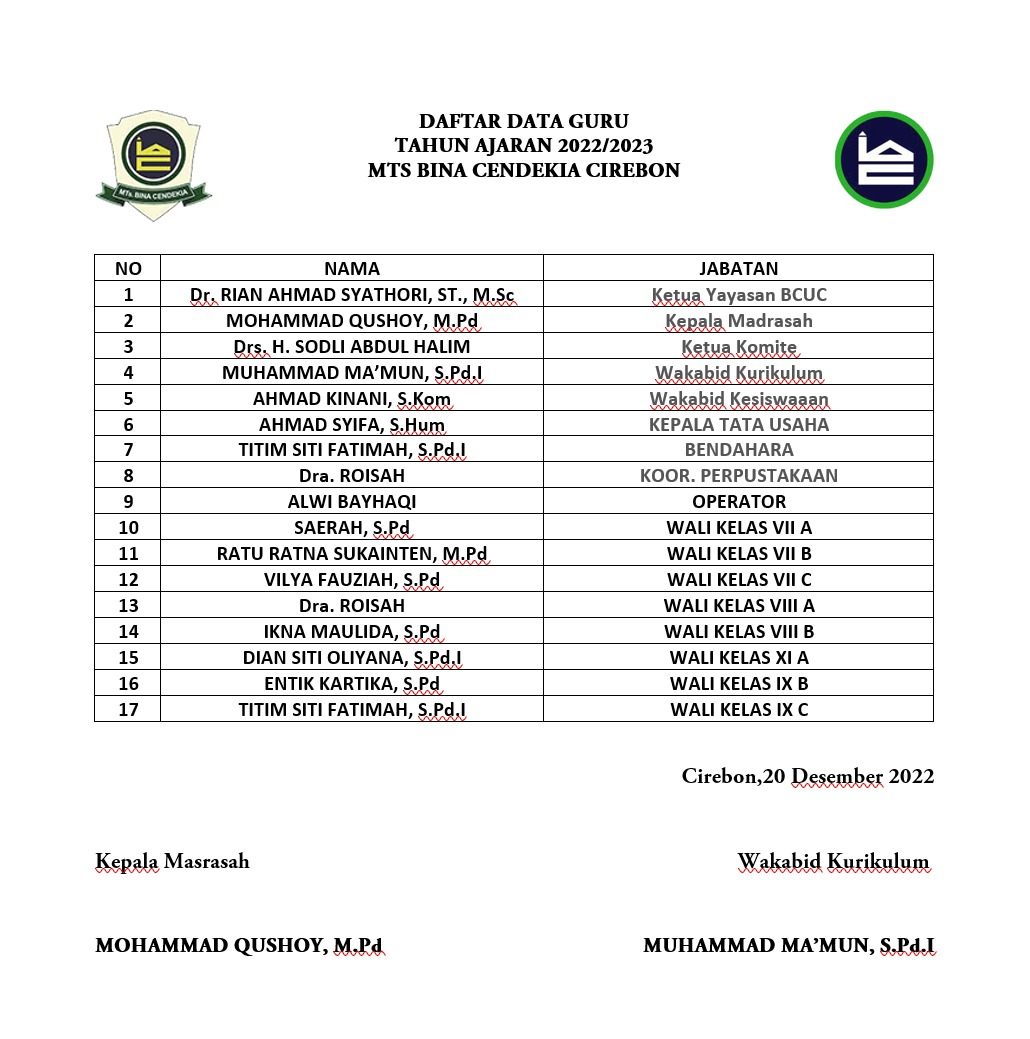 DAFTAR DATA GURU
TAHUN AJARAN 2022/2023
MTS BINA CENDEKIA CIREBON
MTs. BINA CENDEKIA
NO NAMA JABATAN
1 Dr. RIAN AHMAD SYATHORI, ST., M.Sc Ketua Yayasan BCUC
2 MOHAMMAD QUSHOY, M.Pd Kepala Madrasah
3 Drs. H. SODLI ABDUL HALIM Ketua Komite
4 MUHAMMAD MA’MUN, S.Pd.I Wakabid Kurikulum
5 AHMAD KINANI, S.Kom Wakabid Kesiswaaan
6 AHMAD SYIFA, S.Hum KEPALA TATA USAHA
7 TITIM SITI FATIMAH, S.Pd.I BENDAHARA
8 Dra. ROISAH KOOR. PERPUSTAKAAN
9 ALWI BAYHAQI OPERATOR
10 SAERAH, S.Pd WALI KELAS VII A
11 RATU RATNA SUKAINTEN, M.Pd WALI KELAS VII B
12 VILYA FAUZIAH, S.Pd WALI KELAS VII C
13 Dra. ROISAH WALI KELAS VIII A
14 IKNA MAULIDA, S.Pd WALI KELAS VIII B
15 DIAN SITI OLIYANA, S.Pd.I WALI KELAS XI A
16 ENTIK KARTIKA, S.Pd WALI KELAS IX B
17 TITIM SITI FATIMAH, S.Pd.I WALI KELAS IX C
Cirebon,20 Desember 2022
Kepala Masrasah Wakabid Kurikulum
MOHAMMAD QUSHOY, M.Pd MUHAMMAD MA’MUN, S.Pd.I